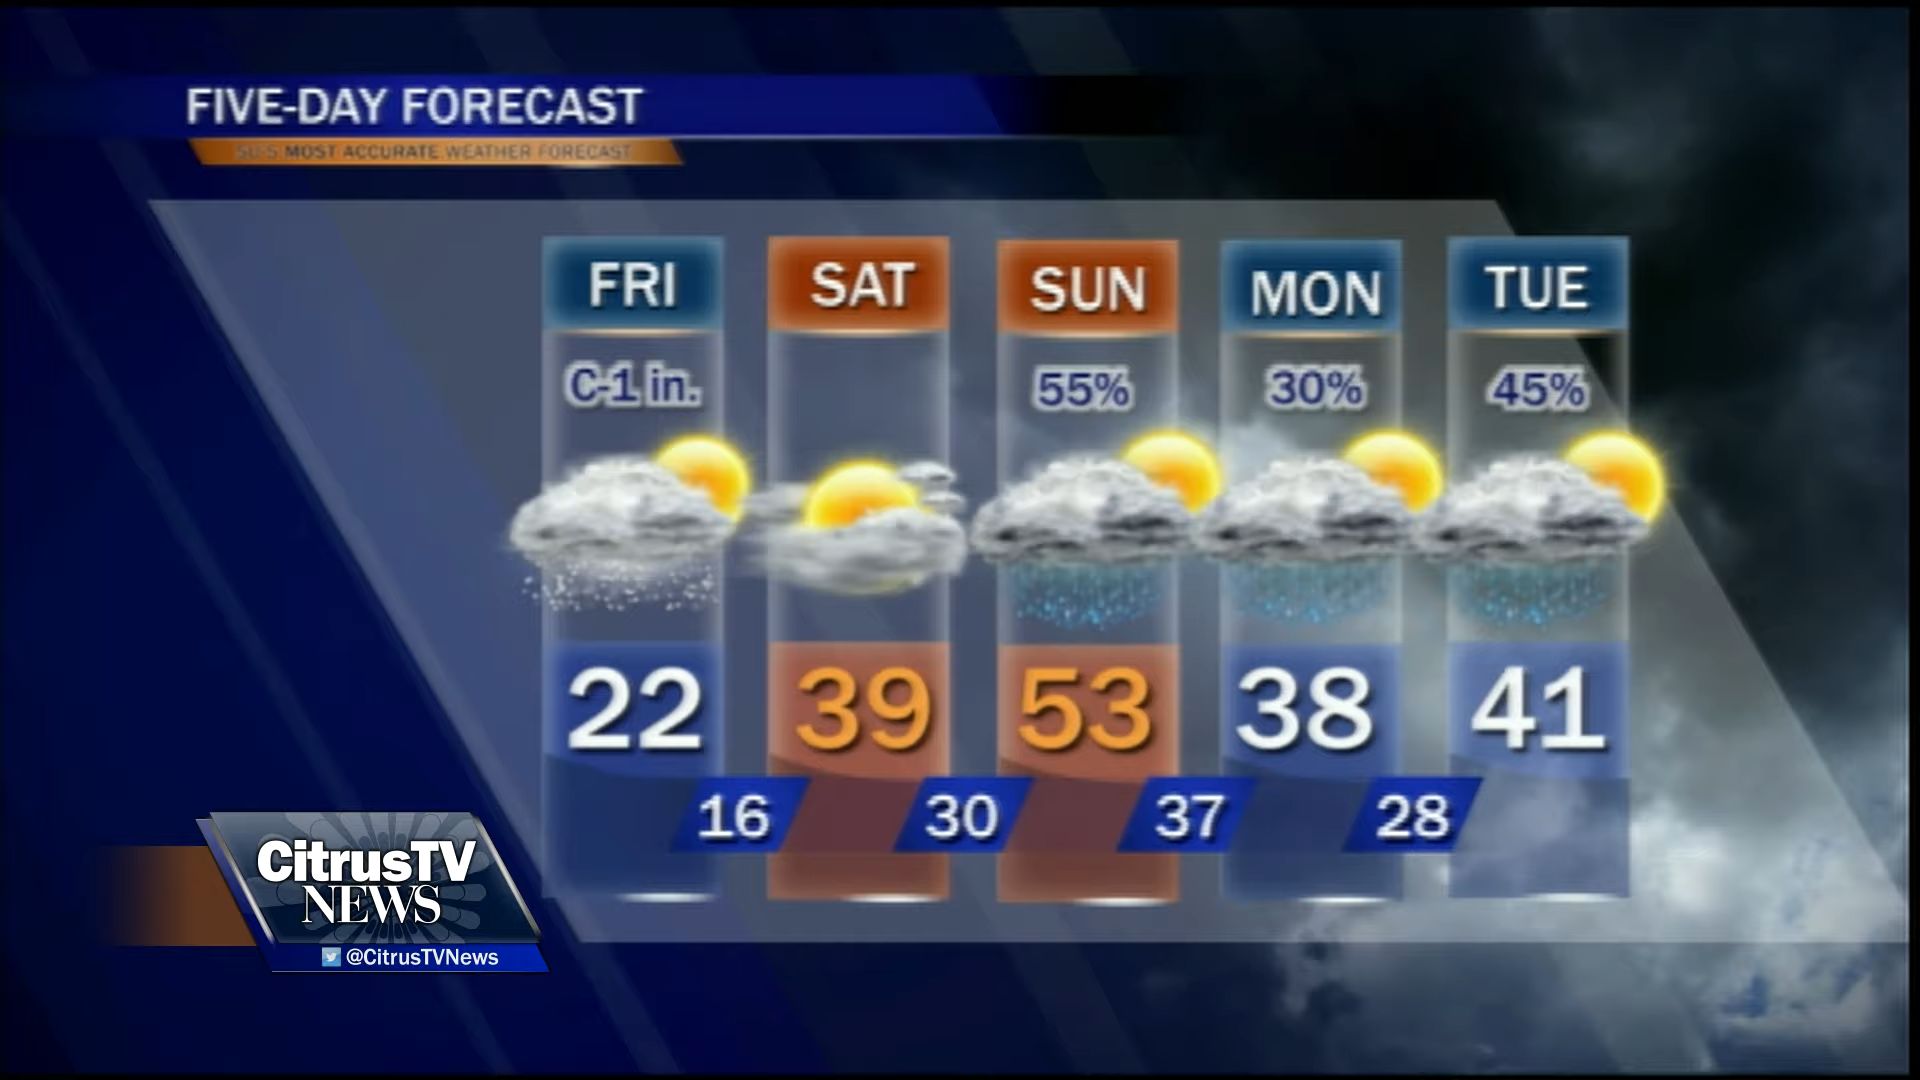 FIVE-DAY FORECAST
SU'S MOST ACCURATE WEATHER FORECAST
FRI SAT SUN MON TUE
C-1 in. 55% 30% 45%
22 39 53 38 41
16 30 37 28
CitrusTV
NEWS
@CitrusTVNews